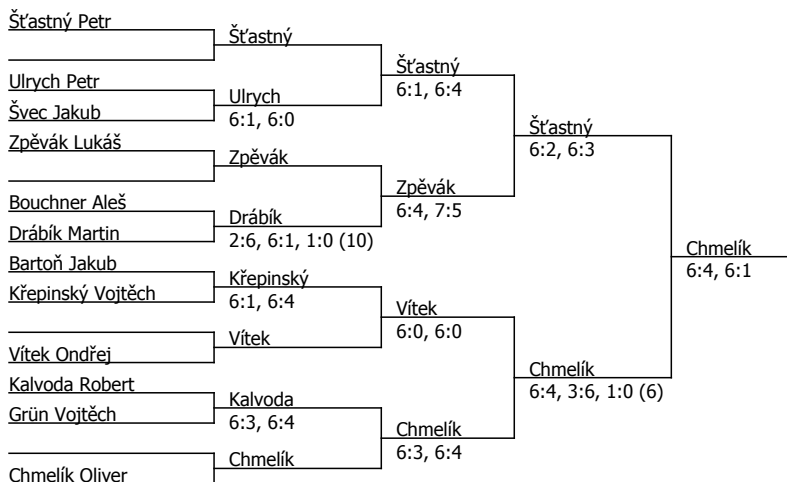 Šťastný Petr
Šťastný
Šťastný
6:1, 6:4
Ulrych Petr
Ulrych
6:1, 6:0
Švec Jakub
Šťastný
6:2, 6:3
Zpěvák Lukáš
Zpěvák
Zpěvák
6:4, 7:5
Bouchner Aleš
Drábík
2:6, 6:1, 1:0 (10)
Drábík Martin
Chmelík
6:4, 6:1
Bartoň Jakub
Křepinský
6:1, 6:4
Křepinský Vojtěch
Vítek
6:0, 6:0
Vítek
Vítek Ondřej
Chmelík
6:4, 3:6, 1:0 (6)
Kalvoda Robert
Kalvoda
6:3, 6:4
Grün Vojtěch
Chmelík
6:3, 6:4
Chmelík
Chmelík Oliver